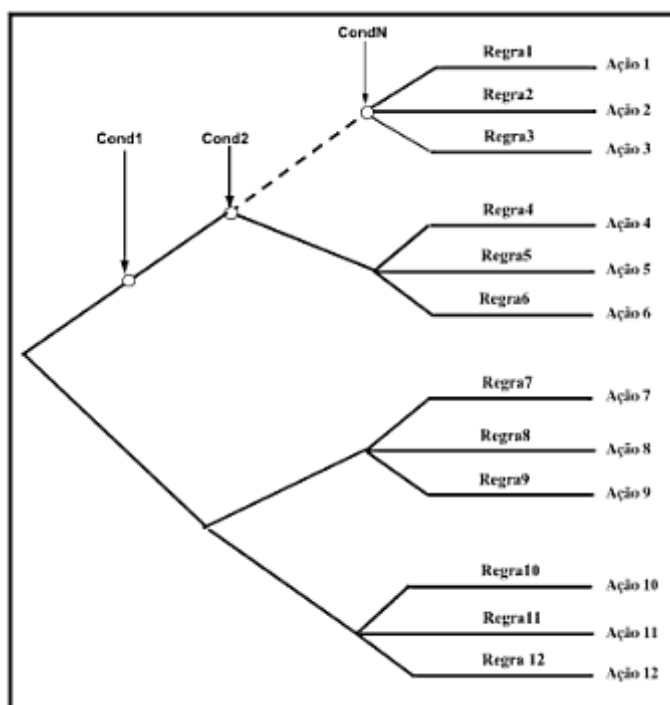 CondN
Regra1
Ação 1
Regra2
Ação 2
Cond1
Cond2
Regra3
Ação 3
Regra4
Ação 4
Regra5
Ação 5
Regra6
Ação 6
Regra7
Ação 7
Regra8
Ação 8
Regra9
Ação 9
Regra10
Ação 10
Regra11
Ação 11
Regra 12
Ação 12